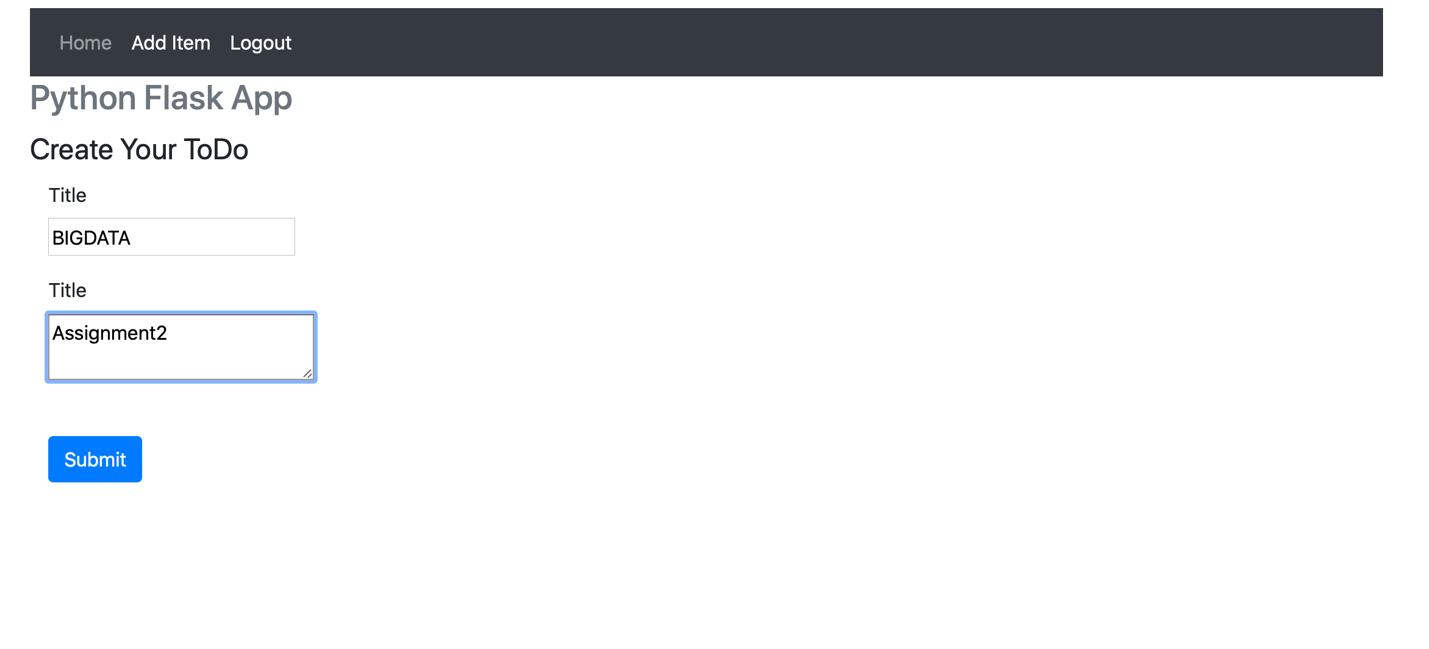 Home Add Item Logout
Python Flask App
Create Your ToDo
Title
BIGDATA
Title
Assignment2
Submit